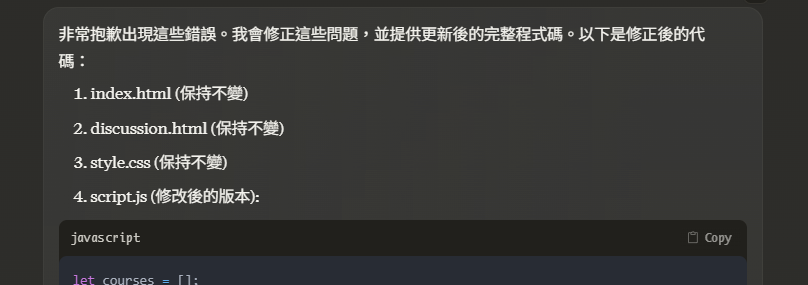 非常抱歉出現這些錯誤。我會修正這些問題，並提供更新後的完整程式碼。以下是修正後的代
碼：
1. index.html (保持不變)
2. discussion.html (保持不變)
3. style.css (保持不變)
4. script.js (修改後的版本):
javascript Copy
let courses = [];